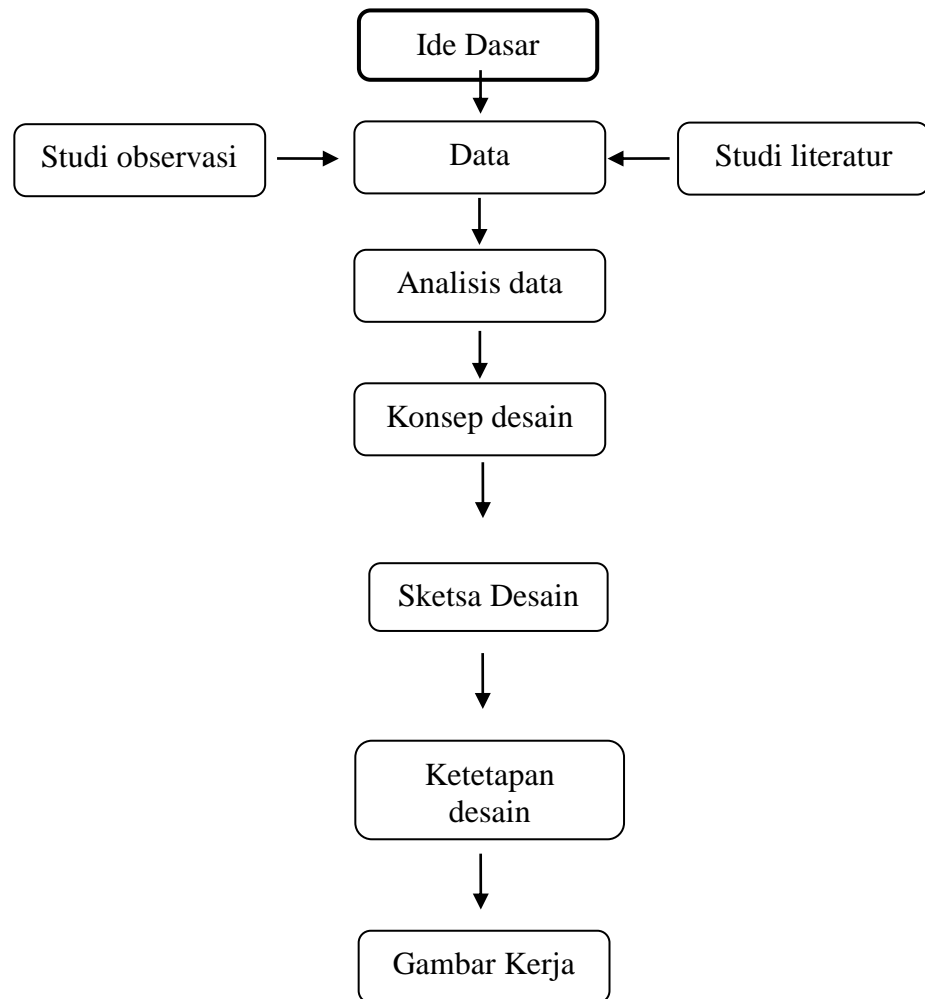 Ide Dasar
Studi observasi
Data
Studi literatur
Analisis data
Konsep desain
Sketsa Desain
Ketetapan
desain
Gambar Kerja